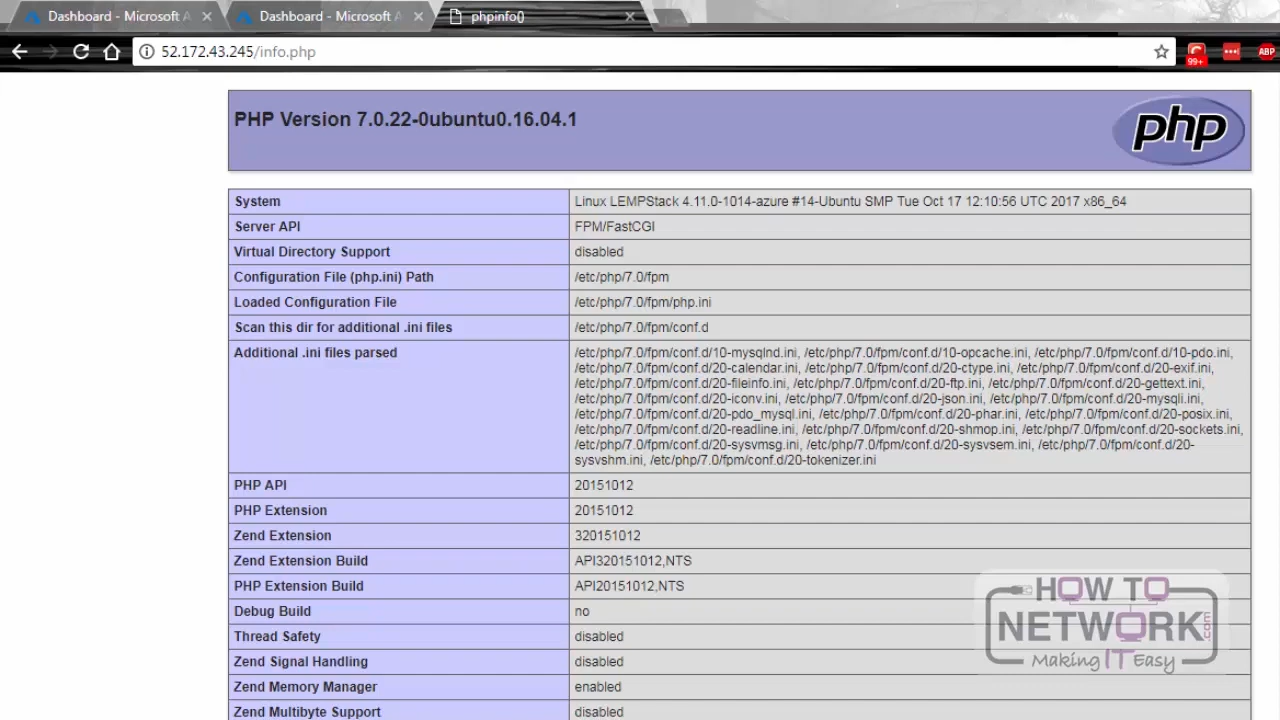 Dashboard - Microsoft A
Dashboard - Microsoft A
phpinfo()
52.172.43.245/info.php
99+
ABP
PHP Version 7.0.22-0ubuntu0.16.04.1
php
System Linux LEMPStack 4.11.0-1014-azure #14-Ubuntu SMP Tue Oct 17 12:10:56 UTC 2017 x86_64
Server API FPM/FastCGI
Virtual Directory Support disabled
Configuration File (php.ini) Path /etc/php/7.0/fpm
Loaded Configuration File /etc/php/7.0/fpm/php.ini
Scan this dir for additional .ini files /etc/php/7.0/fpm/conf.d
Additional .ini files parsed /etc/php/7.0/fpm/conf.d/10-mysqlnd.ini, /etc/php/7.0/fpm/conf.d/10-opcache.ini, /etc/php/7.0/fpm/conf.d/10-pdo.ini,
/etc/php/7.0/fpm/conf.d/20-calendar.ini, /etc/php/7.0/fpm/conf.d/20-ctype.ini, /etc/php/7.0/fpm/conf.d/20-exif.ini,
/etc/php/7.0/fpm/conf.d/20-fileinfo.ini, /etc/php/7.0/fpm/conf.d/20-ftp.ini, /etc/php/7.0/fpm/conf.d/20-gettext.ini,
/etc/php/7.0/fpm/conf.d/20-iconv.ini, /etc/php/7.0/fpm/conf.d/20-json.ini, /etc/php/7.0/fpm/conf.d/20-mysqli.ini,
/etc/php/7.0/fpm/conf.d/20-pdo_mysql.ini, /etc/php/7.0/fpm/conf.d/20-phar.ini, /etc/php/7.0/fpm/conf.d/20-posix.ini,
/etc/php/7.0/fpm/conf.d/20-readline.ini, /etc/php/7.0/fpm/conf.d/20-shmop.ini, /etc/php/7.0/fpm/conf.d/20-sockets.ini,
/etc/php/7.0/fpm/conf.d/20-sysvmsg.ini, /etc/php/7.0/fpm/conf.d/20-sysvsem.ini, /etc/php/7.0/fpm/conf.d/20-
sysvshm.ini, /etc/php/7.0/fpm/conf.d/20-tokenizer.ini
PHP API 20151012
PHP Extension 20151012
Zend Extension 320151012
Zend Extension Build API320151012,NTS
PHP Extension Build API20151012,NTS
Debug Build no
Thread Safety disabled
Zend Signal Handling disabled
Zend Memory Manager enabled
Zend Multibyte Support disabled
HOW TO
NETWORK.com
Making IT Easy